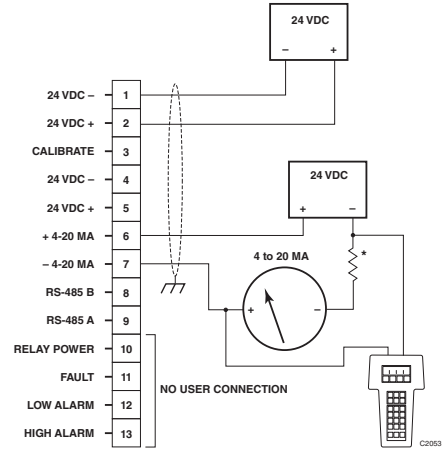 24 VDC
– +
24 VDC – 1
24 VDC + 2
CALIBRATE 3
24 VDC – 4
24 VDC + 5
+ 4-20 MA 6
– 4-20 MA 7
RS-485 B 8
RS-485 A 9
RELAY POWER 10
FAULT 11
LOW ALARM 12
HIGH ALARM 13
24 VDC
+ –
4 to 20 MA
*
+ –
NO USER CONNECTION
C2053